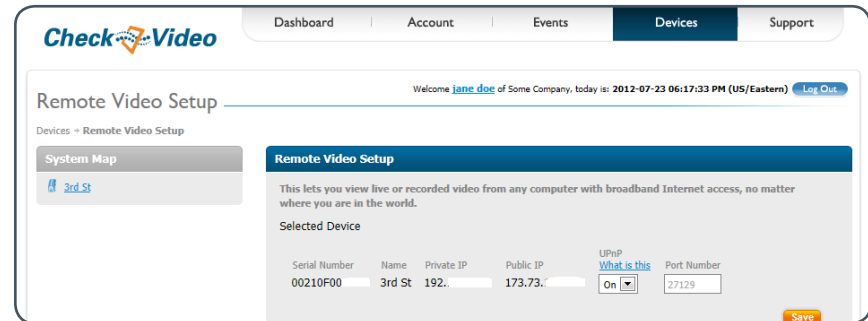 Check Video
Dashboard Account Events Devices Support
Remote Video Setup
Welcome jane doe of Some Company, today is: 2012-07-23 06:17:33 PM (US/Eastern) Log Out
Devices → Remote Video Setup
System Map
3rd St
Remote Video Setup
This lets you view live or recorded video from any computer with broadband Internet access, no matter
where you are in the world.
Selected Device
Serial Number Name Private IP Public IP UPnP What is this Port Number
00210F00 3rd St 192. 173.73. On 27129
Save